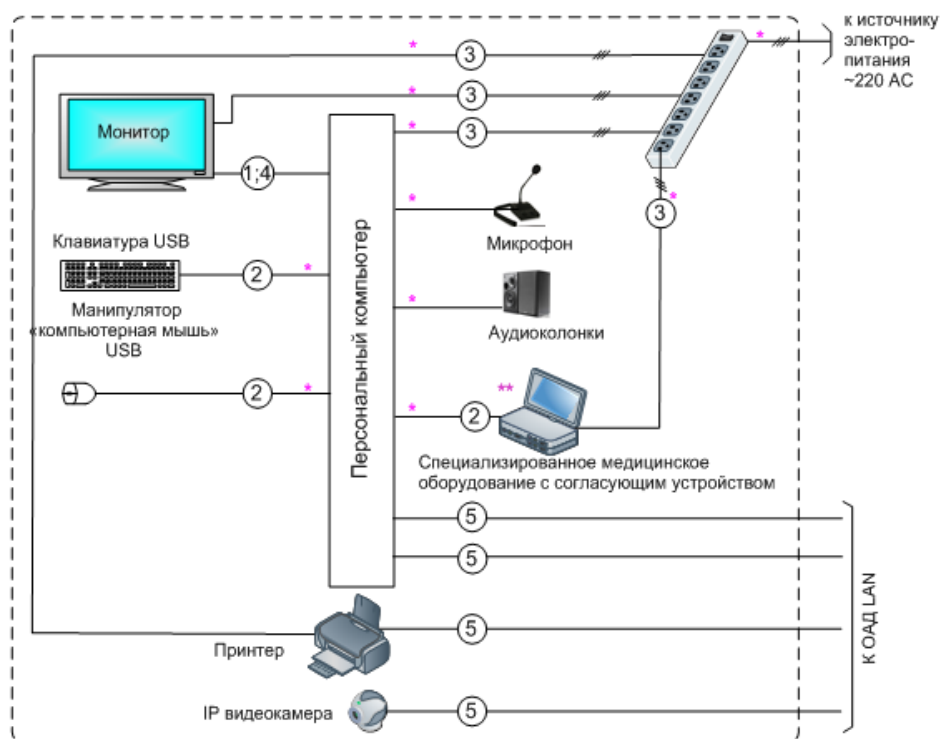 к источнику
электро-
питания
~220 AC
*
3
*
Монитор
*
3
*
3
1;4
*
3
*
Микрофон
Клавиатура USB
2
*
Манипулятор
«компьютерная мышь»
USB
*
Аудиоколонки
Персональный компьютер
2
*
*
2
**
Специализированное медицинское
оборудование с согласующим устройством
5
5
К ОАД LAN
Принтер
5
IP видеокамера
5